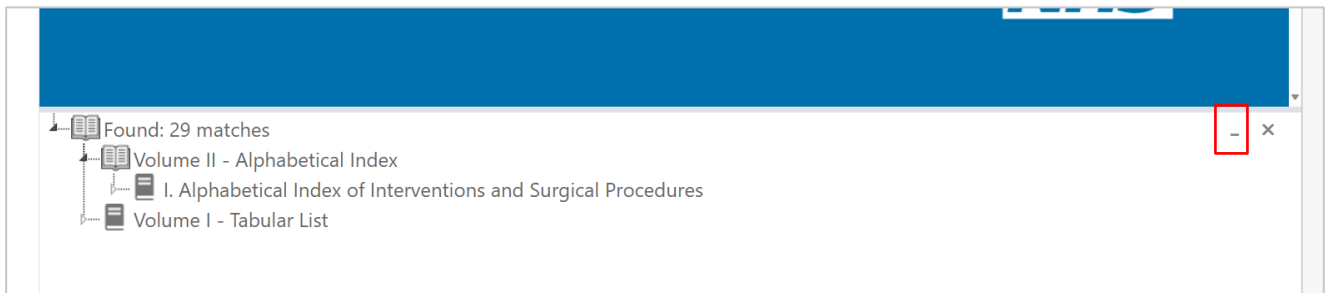 Found: 29 matches
Volume II - Alphabetical Index
I. Alphabetical Index of Interventions and Surgical Procedures
Volume I - Tabular List